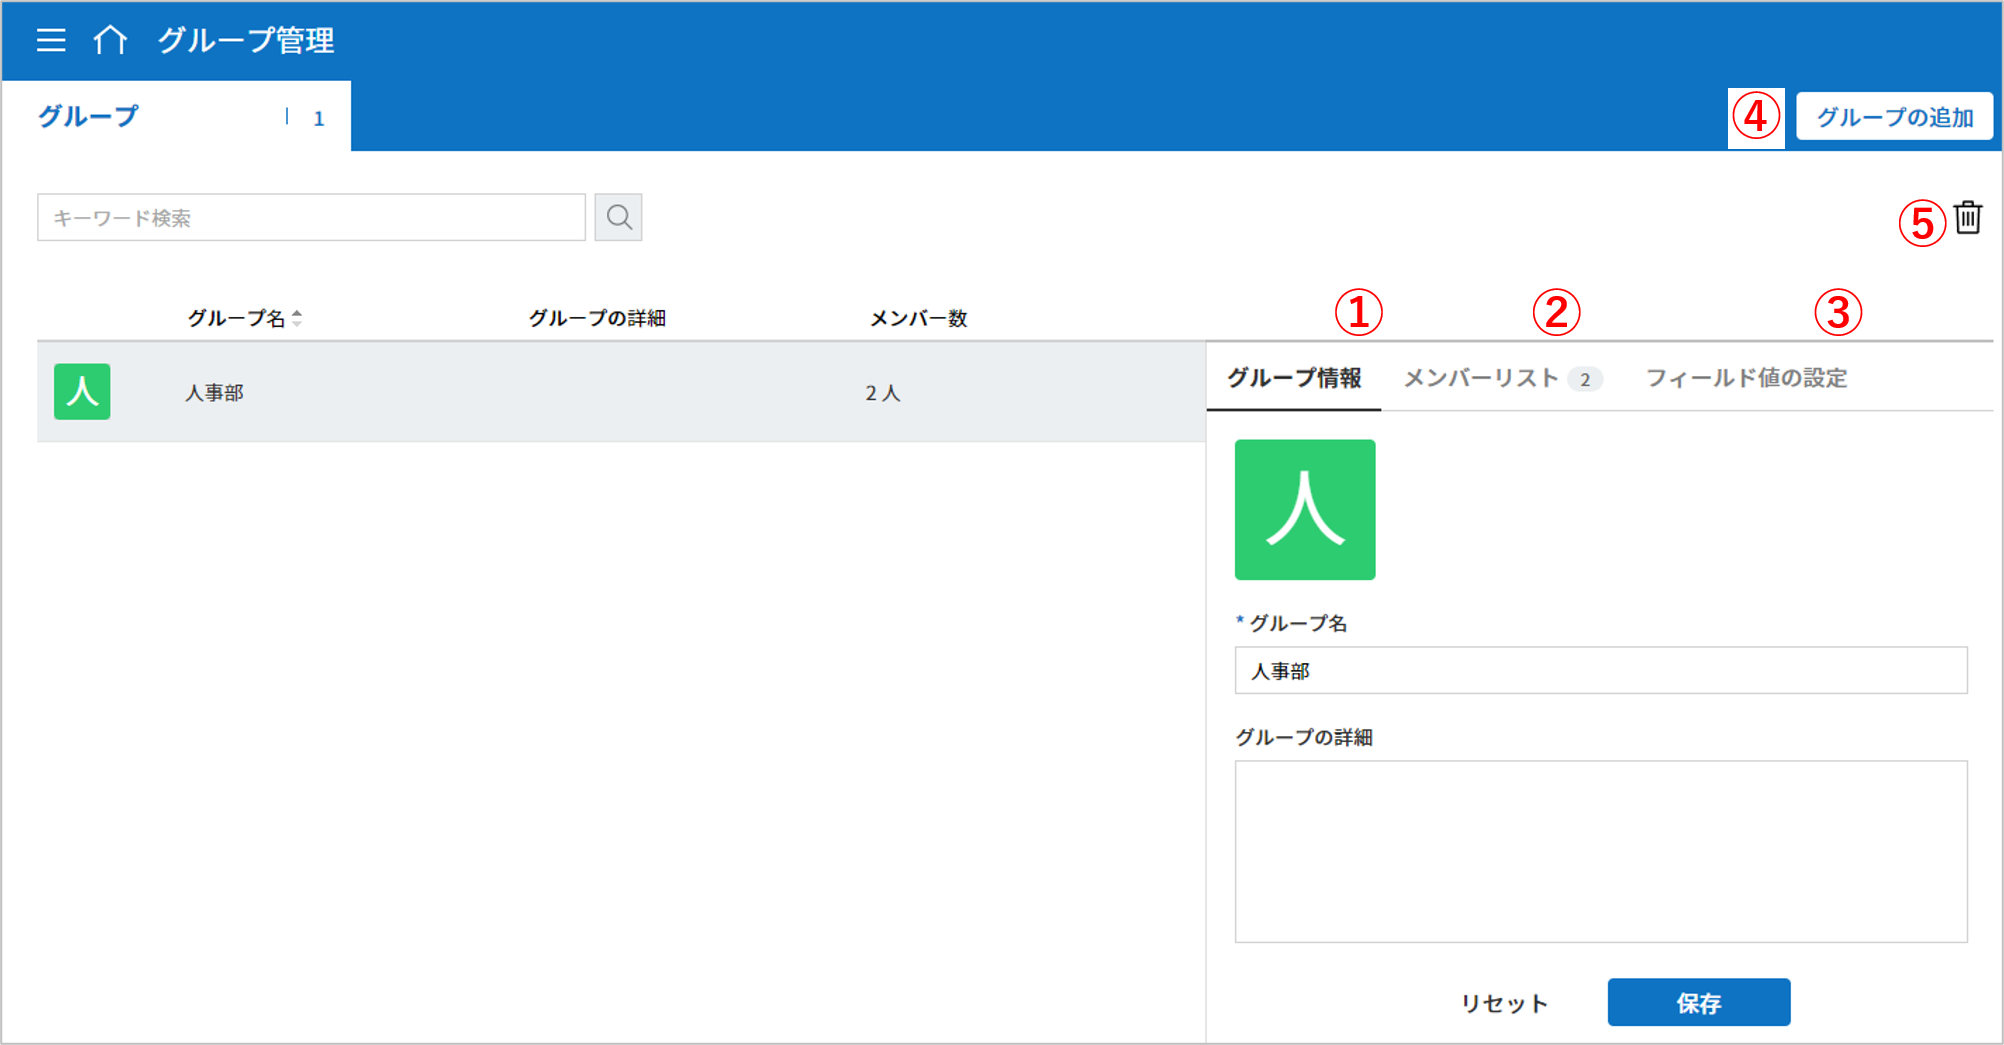 グループ管理
グループ | 1
④ グループの追加
キーワード検索
⑤
① ② ③
グループ名 グループの詳細 メンバー数
人 人事部 2 人
グループ情報 メンバーリスト 2 フィールド値の設定
人
* グループ名
人事部
グループの詳細
リセット 保存